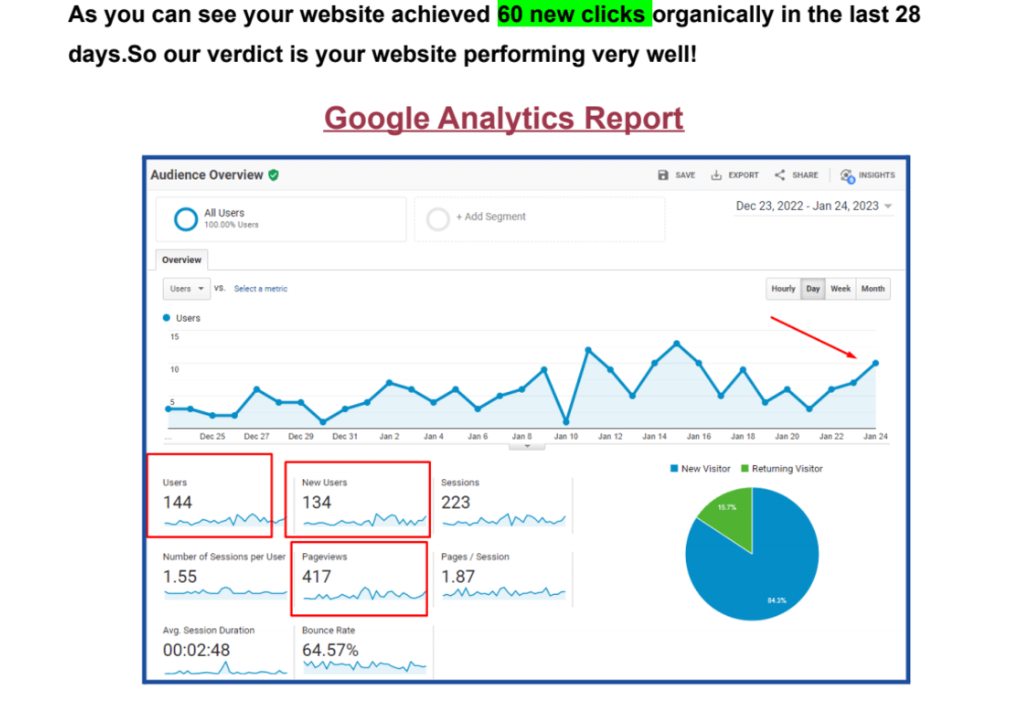 As you can see your website achieved 60 new clicks organically in the last 28
days.So our verdict is your website performing very well!
Google Analytics Report
Audience Overview
SAVE EXPORT SHARE INSIGHTS
All Users
100.00% Users
+ Add Segment
Dec 23, 2022 - Jan 24, 2023
Overview
Users VS. Select a metric
Hourly Day Week Month
Users
15
10
5
... Dec 25 Dec 27 Dec 29 Dec 31 Jan 2 Jan 4 Jan 6 Jan 8 Jan 10 Jan 12 Jan 14 Jan 16 Jan 18 Jan 20 Jan 22 Jan 24
New Visitor Returning Visitor
Users
144
New Users
134
Sessions
223
Number of Sessions per User
1.55
Pageviews
417
Pages / Session
1.87
Avg. Session Duration
00:02:48
Bounce Rate
64.57%
15.7%
84.3%